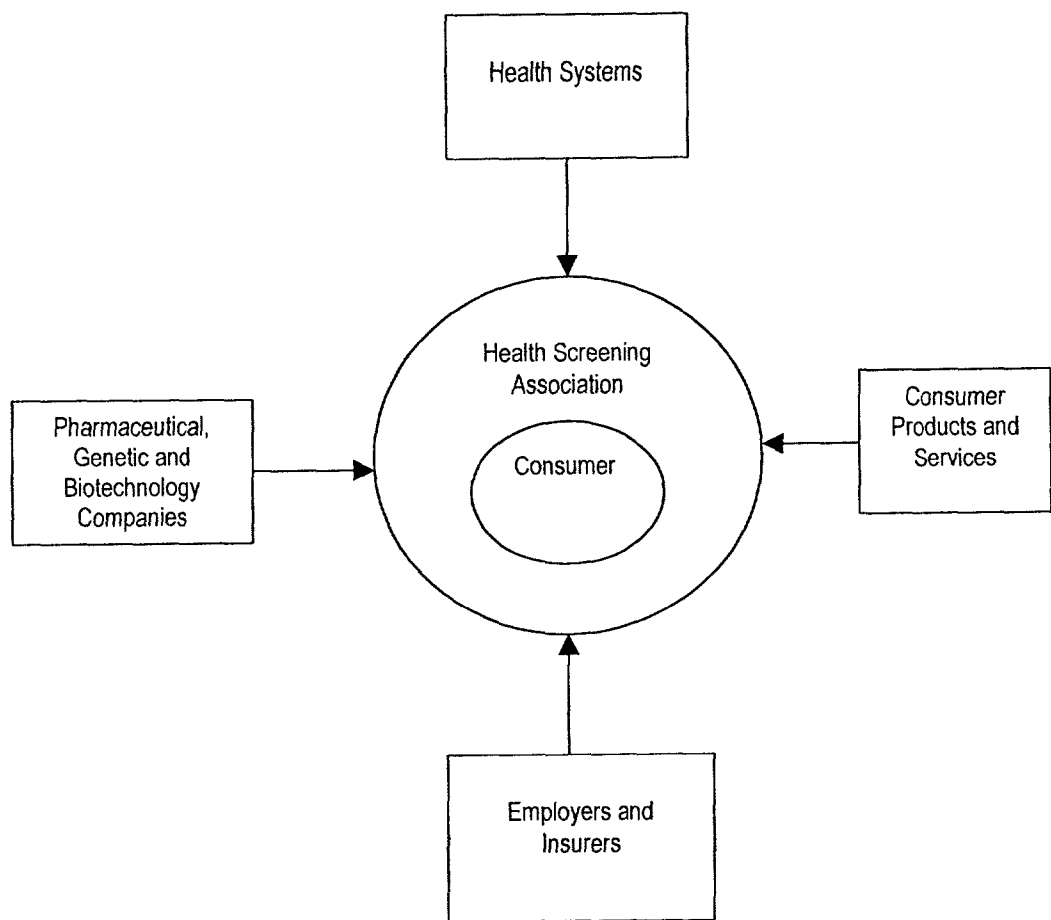 Health Systems
Health Screening
Association
Consumer
Pharmaceutical,
Genetic and
Biotechnology
Companies
Consumer
Products and
Services
Employers and
Insurers